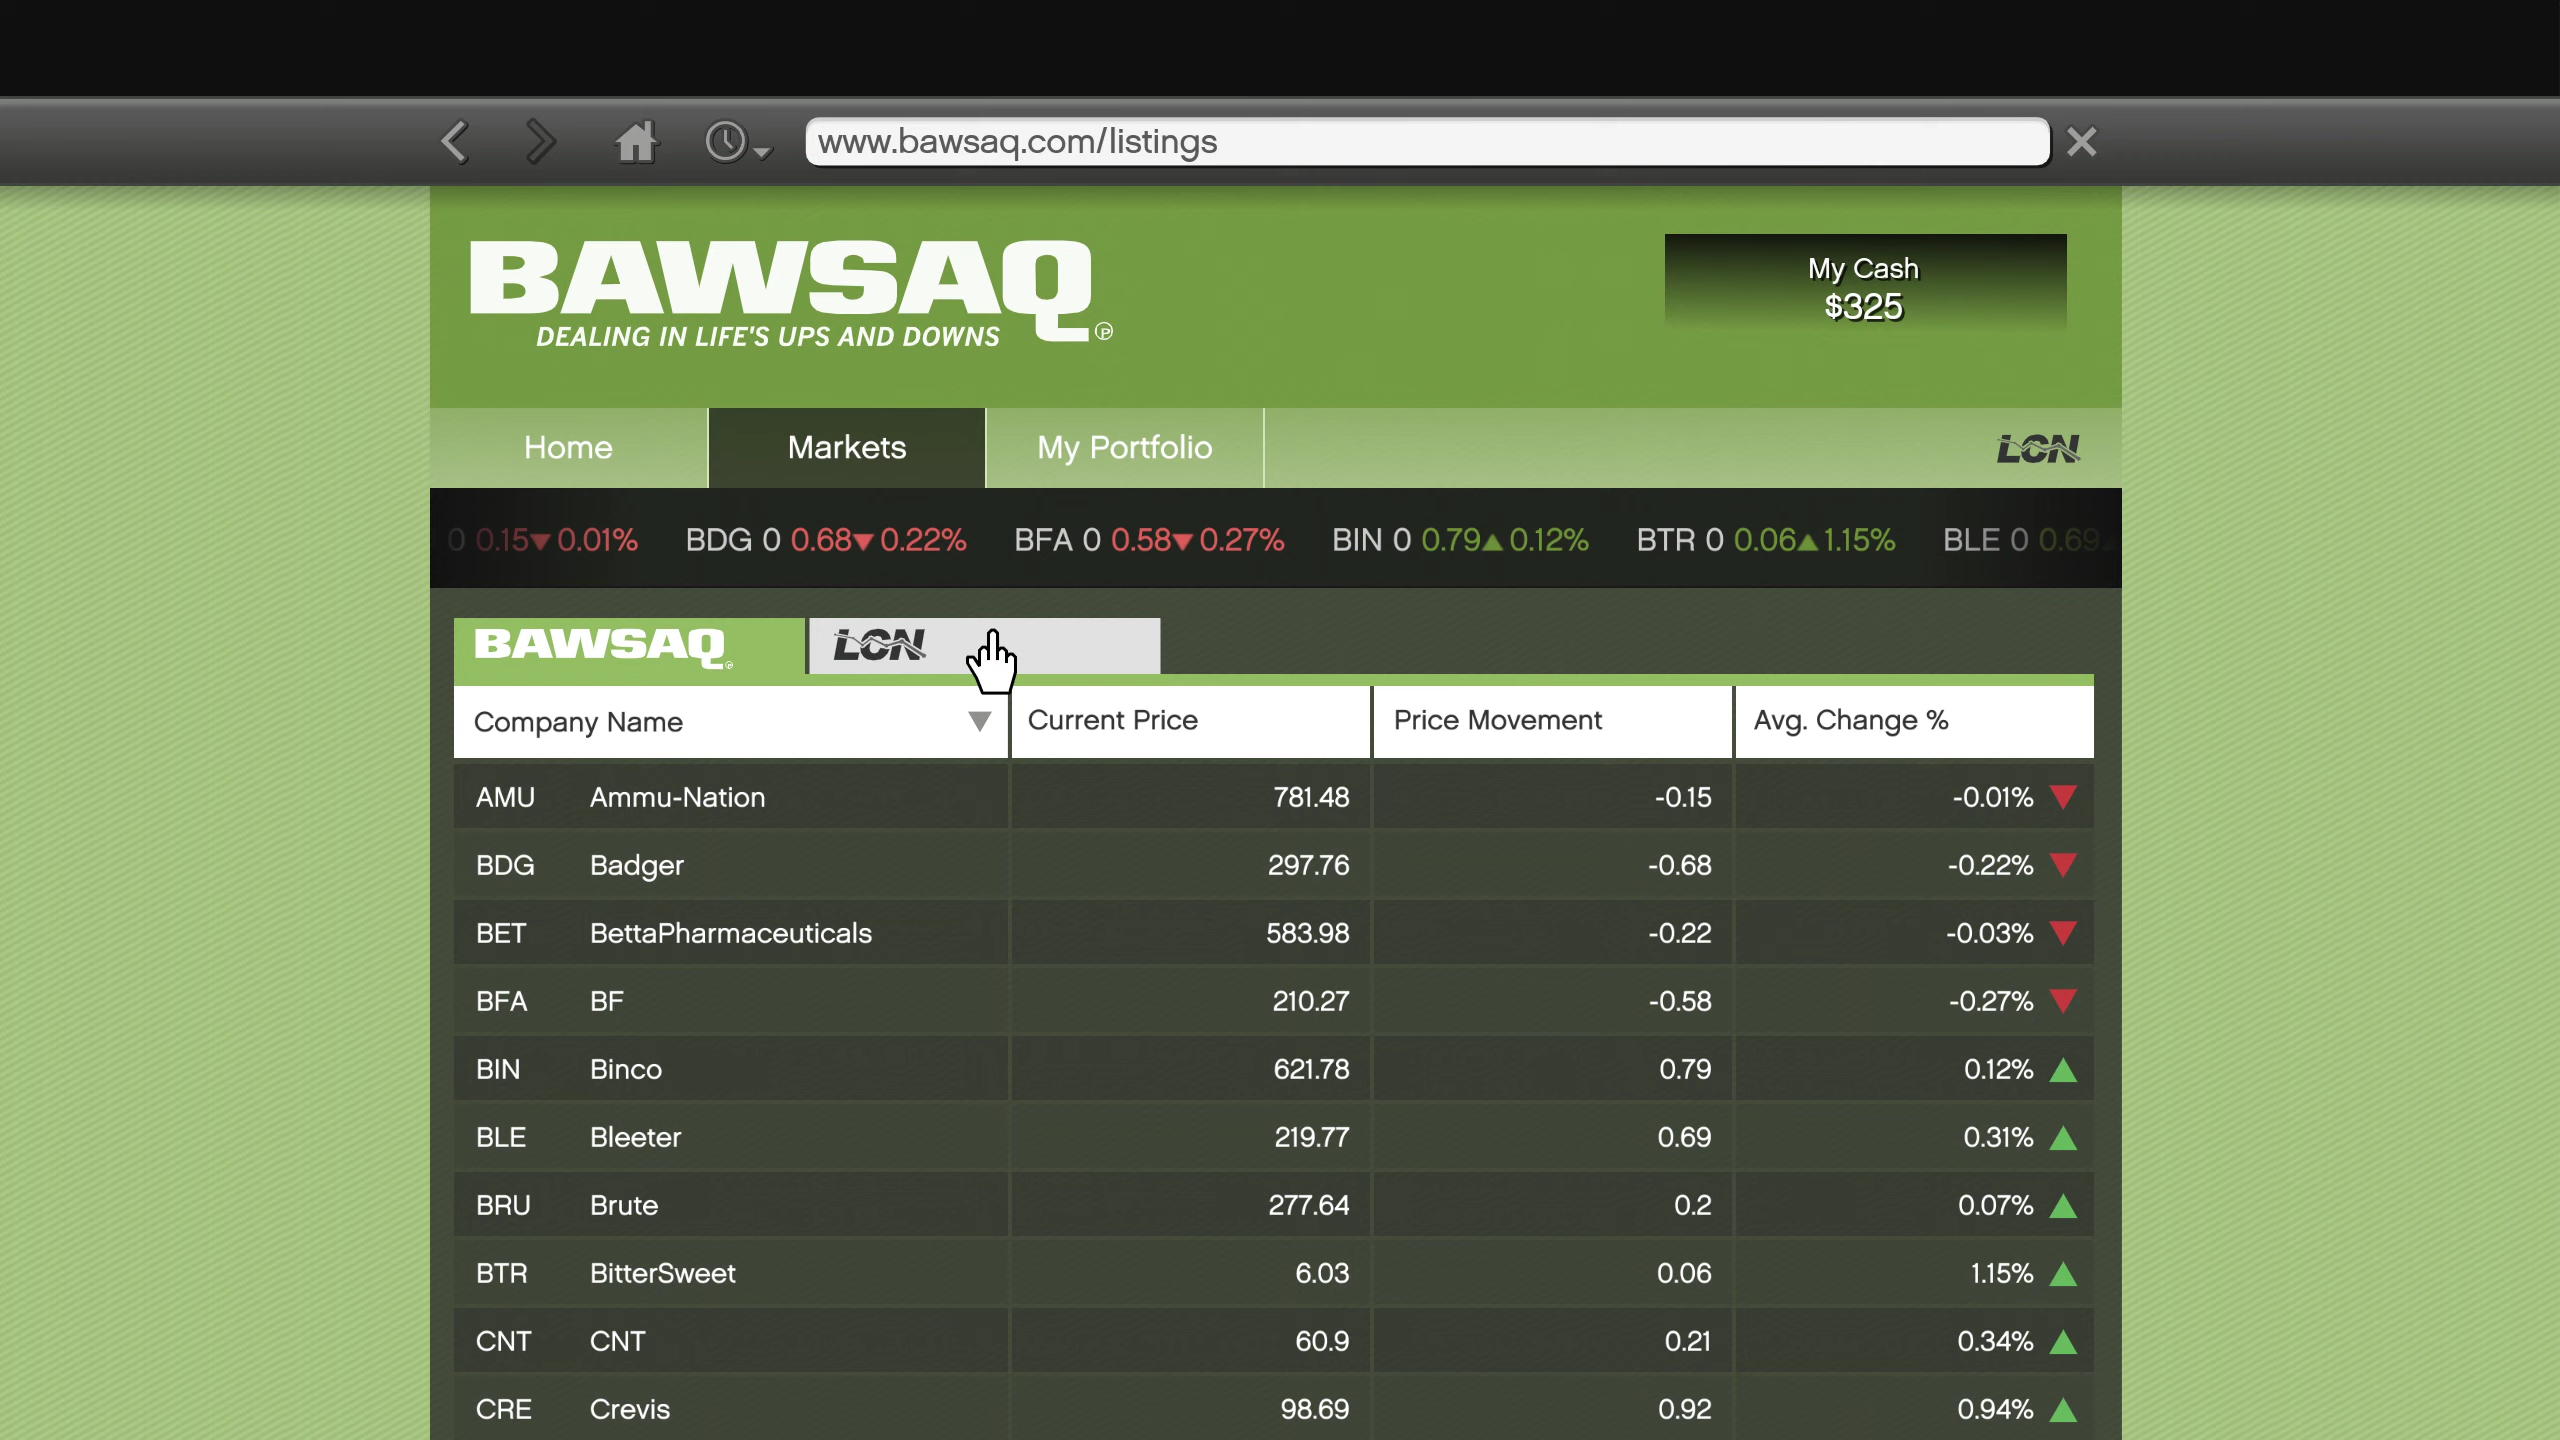 www.bawsaq.com/listings
BAWSAQ
DEALING IN LIFE'S UPS AND DOWNS
My Cash
$325
Home
Markets
My Portfolio
LCN
0 0.15▼0.01% BDG 0 0.68▼0.22% BFA 0 0.58▼0.27% BIN 0 0.79▲0.12% BTR 0 0.06▲1.15% BLE 0 0.69
BAWSAQ
LCN
Company Name ▼ Current Price Price Movement Avg. Change %
AMU Ammu-Nation 781.48 -0.15 -0.01% ▼
BDG Badger 297.76 -0.68 -0.22% ▼
BET BettaPharmaceuticals 583.98 -0.22 -0.03% ▼
BFA BF 210.27 -0.58 -0.27% ▼
BIN Binco 621.78 0.79 0.12% ▲
BLE Bleeter 219.77 0.69 0.31% ▲
BRU Brute 277.64 0.2 0.07% ▲
BTR BitterSweet 6.03 0.06 1.15% ▲
CNT CNT 60.9 0.21 0.34% ▲
CRE Crevis 98.69 0.92 0.94% ▲